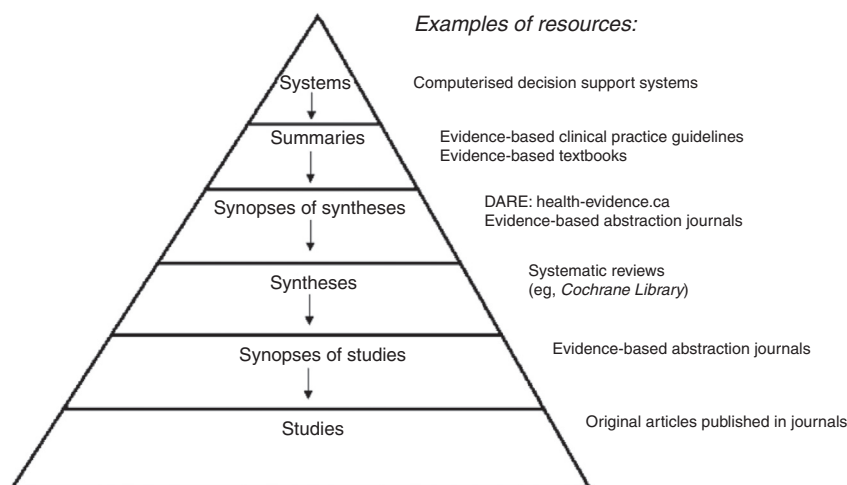 Examples of resources:
Systems
Computerised decision support systems
Summaries
Evidence-based clinical practice guidelines
Evidence-based textbooks
Synopses of syntheses
DARE: health-evidence.ca
Evidence-based abstraction journals
Syntheses
Systematic reviews
(eg, Cochrane Library)
Synopses of studies
Evidence-based abstraction journals
Studies
Original articles published in journals